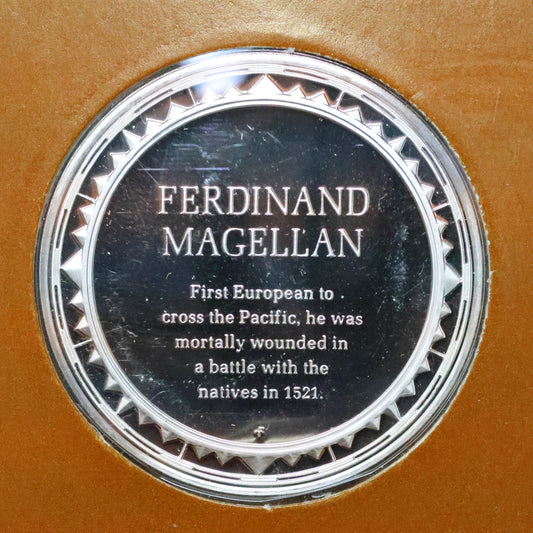 FERDINAND
MAGELLAN
First European to
cross the Pacific, he was
mortally wounded in
a battle with the
natives in 1521.